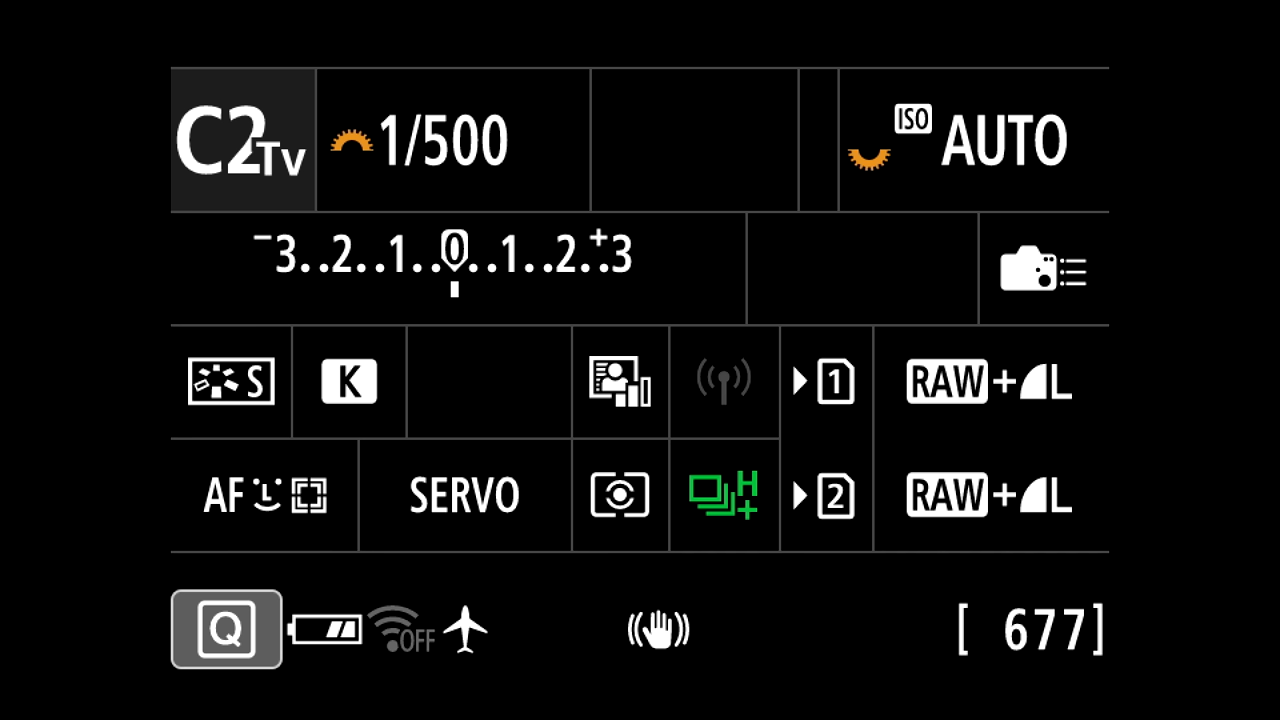 C2Tv 1/500 ISO AUTO
−3..2..1..0..1..2..+3
S K 1 RAW+L
AF SERVO H+ 2 RAW+L
Q OFF [ 677]